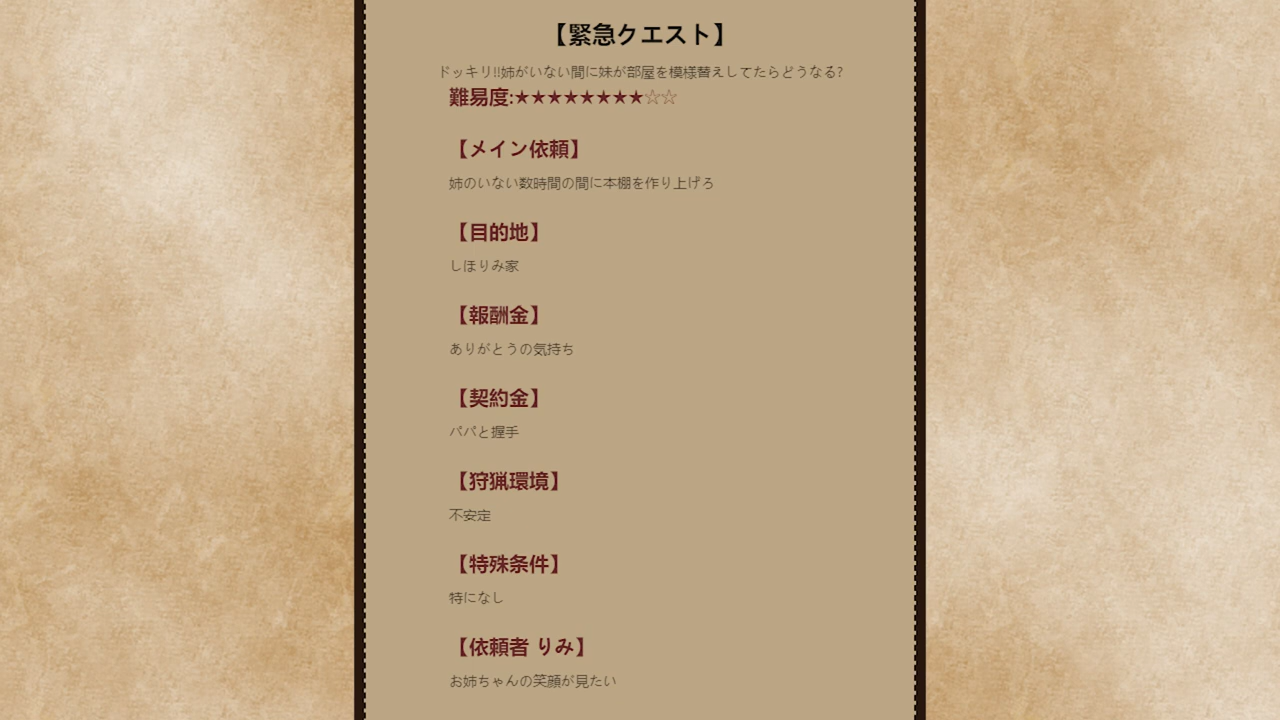 【緊急クエスト】
ドッキリ!!姉がいない間に妹が部屋を模様替えしてたらどうなる?
難易度:★★★★★★★★☆☆
【メイン依頼】
姉のいない数時間の間に本棚を作り上げろ
【目的地】
しほりみ家
【報酬金】
ありがとうの気持ち
【契約金】
パパと握手
【狩猟環境】
不安定
【特殊条件】
特になし
【依頼者 りみ】
お姉ちゃんの笑顔が見たい